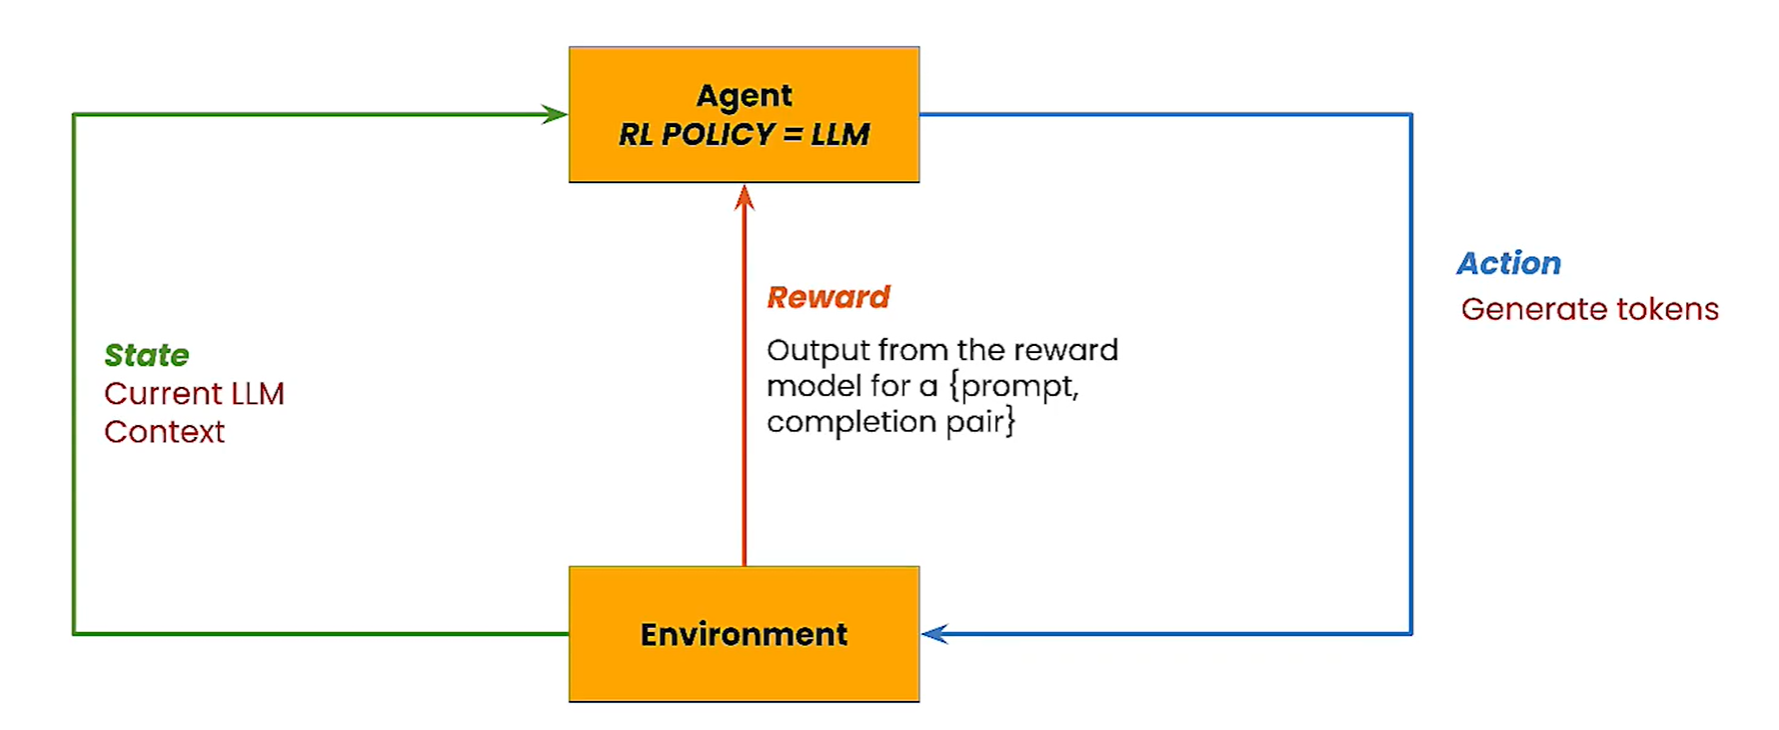 Agent
RL POLICY = LLM
Action
Generate tokens
Reward
Output from the reward
model for a {prompt,
completion pair}
State
Current LLM
Context
Environment